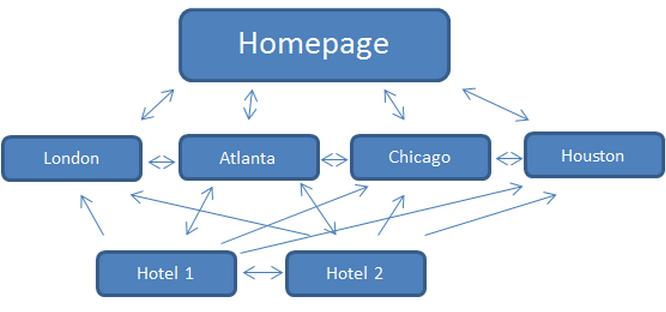 Homepage
London
Atlanta
Chicago
Houston
Hotel 1
Hotel 2